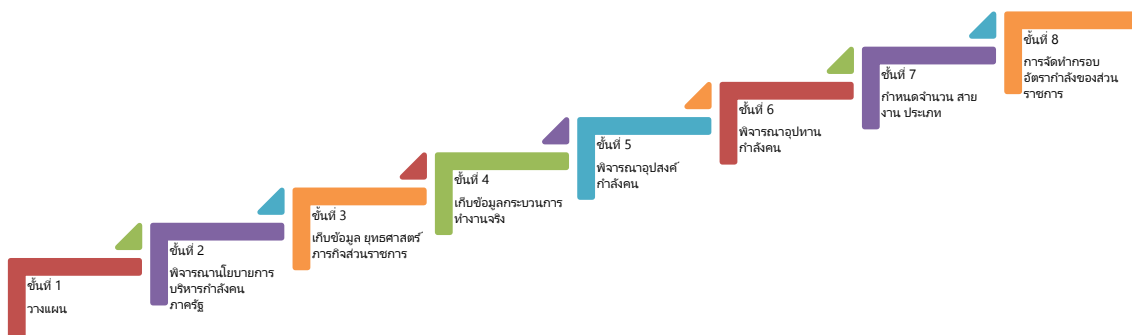 ขั้นที่ 1
วางแผน
ขั้นที่ 2
พิจารณานโยบายการ
บริหารกำลังคน
ภาครัฐ
ขั้นที่ 3
เก็บข้อมูล ยุทธศาสตร์
ภารกิจส่วนราชการ
ขั้นที่ 4
เก็บข้อมูลกระบวนการ
ทำงานจริง
ขั้นที่ 5
พิจารณาอุปสงค์
กำลังคน
ขั้นที่ 6
พิจารณาอุปทาน
กำลังคน
ขั้นที่ 7
กำหนดจำนวน สาย
งาน ประเภท
ขั้นที่ 8
การจัดทำกรอบ
อัตรากำลังของส่วน
ราชการ